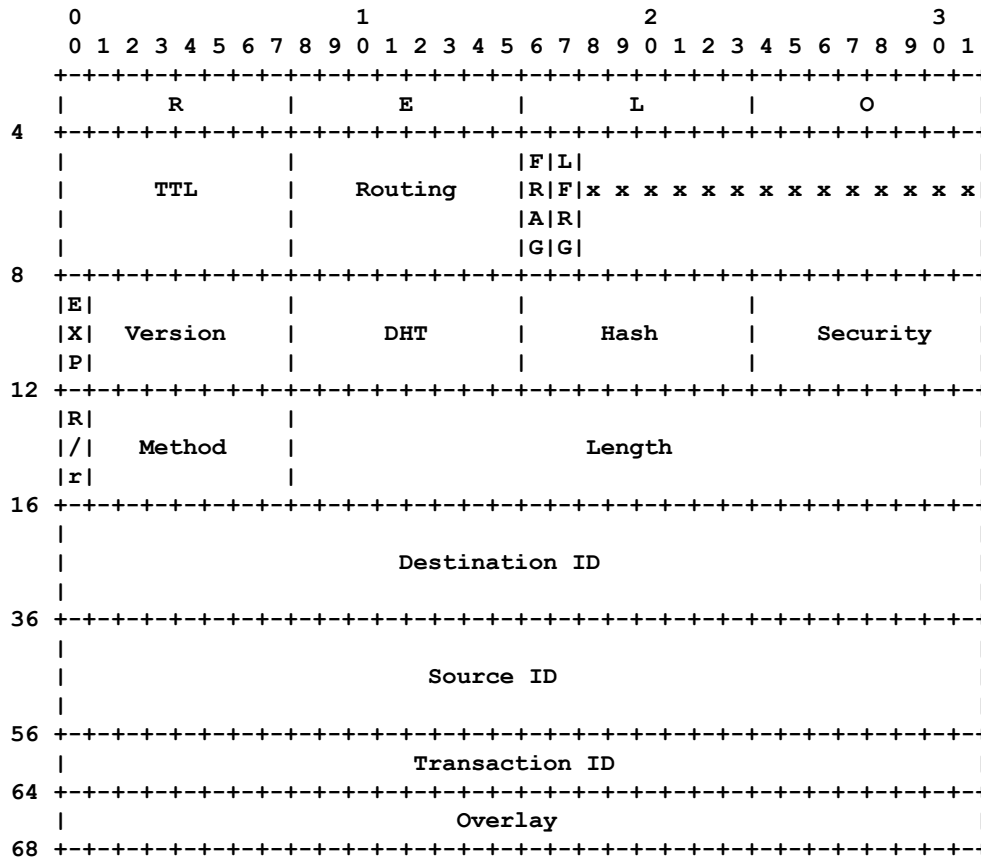 0                   1                   2                   3
      0 1 2 3 4 5 6 7 8 9 0 1 2 3 4 5 6 7 8 9 0 1 2 3 4 5 6 7 8 9 0 1
     +-+-+-+-+-+-+-+-+-+-+-+-+-+-+-+-+-+-+-+-+-+-+-+-+-+-+-+-+-+-+-+--
     |       R       |       E       |       L       |       O       |
4    +-+-+-+-+-+-+-+-+-+-+-+-+-+-+-+-+-+-+-+-+-+-+-+-+-+-+-+-+-+-+-+--
     |               |               |F|L|
     |      TTL      |    Routing    |R|F|x x x x x x x x x x x x x x|
     |               |               |A|R|
     |               |               |G|G|
8    +-+-+-+-+-+-+-+-+-+-+-+-+-+-+-+-+-+-+-+-+-+-+-+-+-+-+-+-+-+-+-+--
     |E|             |               |               |               |
     |X|  Version    |      DHT      |     Hash      |    Security   |
     |P|             |               |               |               |
12   +-+-+-+-+-+-+-+-+-+-+-+-+-+-+-+-+-+-+-+-+-+-+-+-+-+-+-+-+-+-+-+--
     |R|             |                                               |
     |/|   Method    |                    Length                     |
     |r|             |                                               |
16   +-+-+-+-+-+-+-+-+-+-+-+-+-+-+-+-+-+-+-+-+-+-+-+-+-+-+-+-+-+-+-+--
     |                                                               |
     |                       Destination ID                          |
     |                                                               |
36   +-+-+-+-+-+-+-+-+-+-+-+-+-+-+-+-+-+-+-+-+-+-+-+-+-+-+-+-+-+-+-+--
     |                                                               |
     |                         Source ID                             |
     |                                                               |
56   +-+-+-+-+-+-+-+-+-+-+-+-+-+-+-+-+-+-+-+-+-+-+-+-+-+-+-+-+-+-+-+--
     |                        Transaction ID                         |
64   +-+-+-+-+-+-+-+-+-+-+-+-+-+-+-+-+-+-+-+-+-+-+-+-+-+-+-+-+-+-+-+--
     |                           Overlay                             |
68   +-+-+-+-+-+-+-+-+-+-+-+-+-+-+-+-+-+-+-+-+-+-+-+-+-+-+-+-+-+-+-+--